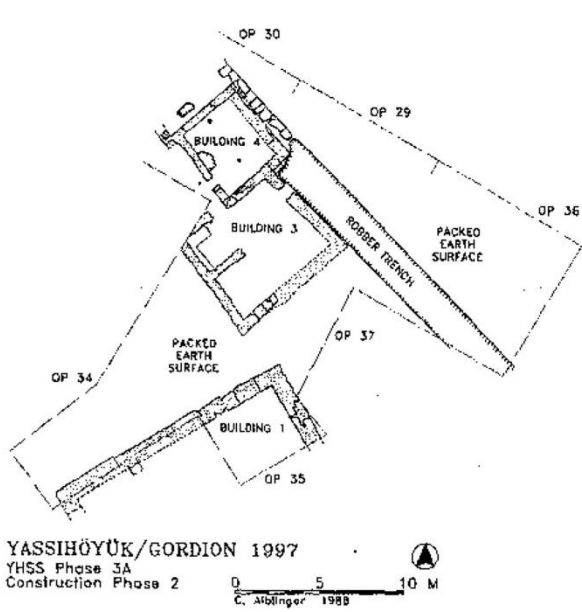 OP 30
OP 29
BUILDING 4
OP 36
BUILDING 3
ROBBER TRENCH
PACKED
EARTH
SURFACE
PACKED
EARTH
SURFACE
OP 37
OP 34
BUILDING 1
OP 35
YASSIHÖYÜK/GORDION 1997
YHSS Phase 3A
Construction Phase 2
0 5 10 M
C. Alblinger 1988